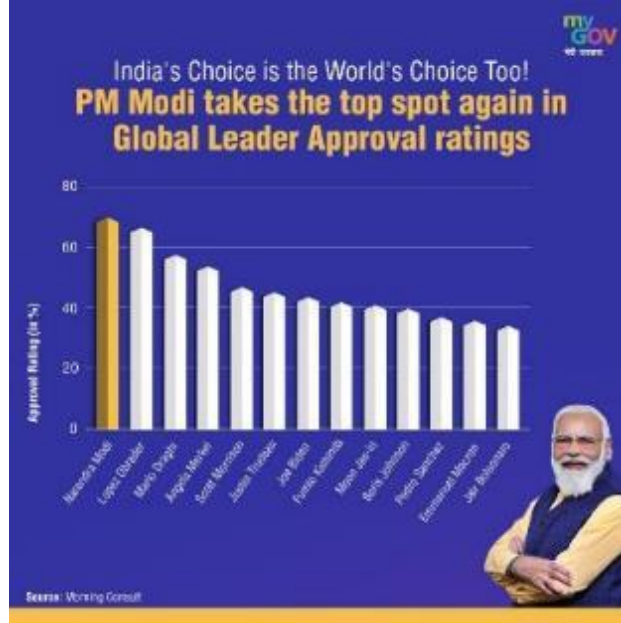 my
GOV
मेरी सरकार
India's Choice is the World's Choice Too!
PM Modi takes the top spot again in
Global Leader Approval ratings
Approval Rating (in %)
80
60
40
20
0
Narendra Modi
Lopez Obrador
Mario Draghi
Angela Merkel
Scott Morrison
Justin Trudeau
Joe Biden
Fumio Kishida
Moon Jae-in
Boris Johnson
Pedro Sanchez
Emmanuel Macron
Jair Bolsonaro
Source: Morning Consult